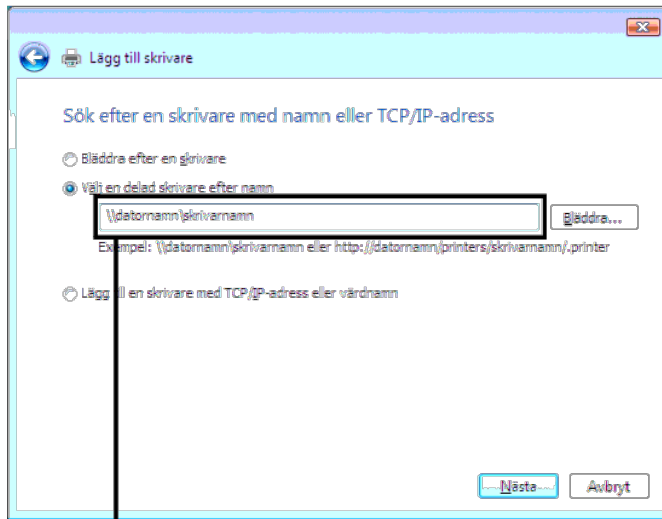 Lägg till skrivare
Sök efter en skrivare med namn eller TCP/IP-adress
Bläddra efter en skrivare
Välj en delad skrivare efter namn
\\datornamn\skrivarnamn
Bläddra...
Exempel: \\datornamn\skrivarnamn eller http://datornamn/printers/skrivarnamn/.printer
Lägg till en skrivare med TCP/IP-adress eller värdnamn
Nästa
Avbryt